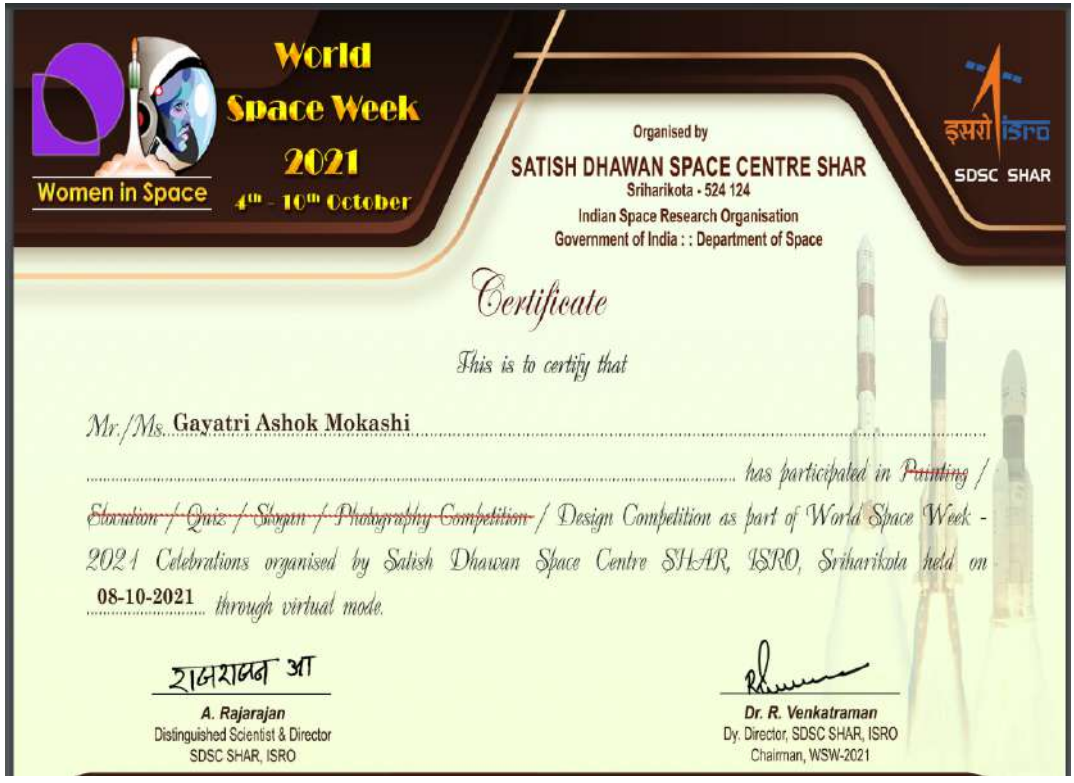 World
Space Week
2021
4th - 10th October
Women in Space
Organised by
SATISH DHAWAN SPACE CENTRE SHAR
Sriharikota - 524 124
Indian Space Research Organisation
Government of India : : Department of Space
इसरो isro
SDSC SHAR
Certificate
This is to certify that
Mr./Ms. Gayatri Ashok Mokashi
has participated in Painting /
Elocution / Quiz / Slogan / Photography Competition / Design Competition as part of World Space Week -
2021 Celebrations organised by Satish Dhawan Space Centre SHAR, ISRO, Sriharikota held on
08-10-2021 through virtual mode.
राजराजन आ
A. Rajarajan
Distinguished Scientist & Director
SDSC SHAR, ISRO
Dr. R. Venkatraman
Dy. Director, SDSC SHAR, ISRO
Chairman, WSW-2021